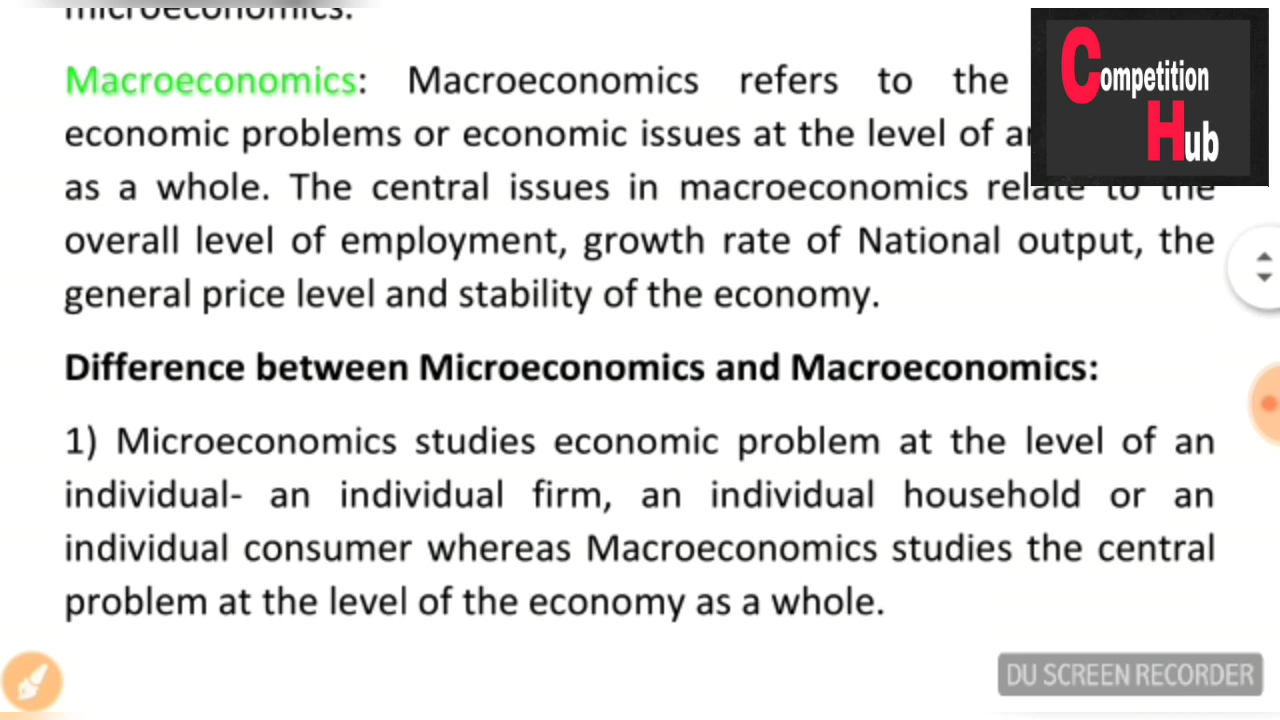 microeconomics.
Macroeconomics: Macroeconomics refers to the
economic problems or economic issues at the level of
as a whole. The central issues in macroeconomics relate to the
overall level of employment, growth rate of National output, the
general price level and stability of the economy.
Difference between Microeconomics and Macroeconomics:
1) Microeconomics studies economic problem at the level of an
individual- an individual firm, an individual household or an
individual consumer whereas Macroeconomics studies the central
problem at the level of the economy as a whole.
Competition
Hub
DU SCREEN RECORDER